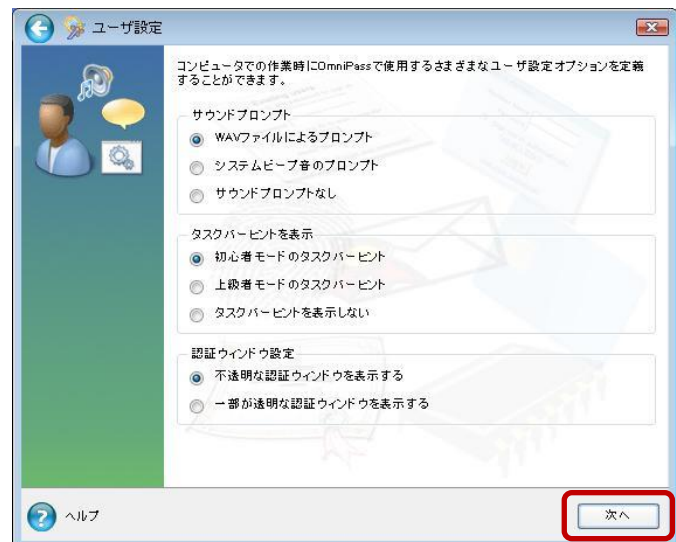 ユーザ設定
コンピュータでの作業時にOmniPassで使用するさまざまなユーザ設定オプションを定義
することができます。
サウンドプロンプト
WAVファイルによるプロンプト
システムビープ音のプロンプト
サウンドプロンプトなし
タスクバーヒントを表示
初心者モードのタスクバーヒント
上級者モードのタスクバーヒント
タスクバーヒントを表示しない
認証ウィンドウ設定
不透明な認証ウィンドウを表示する
一部が透明な認証ウィンドウを表示する
ヘルプ
次へ